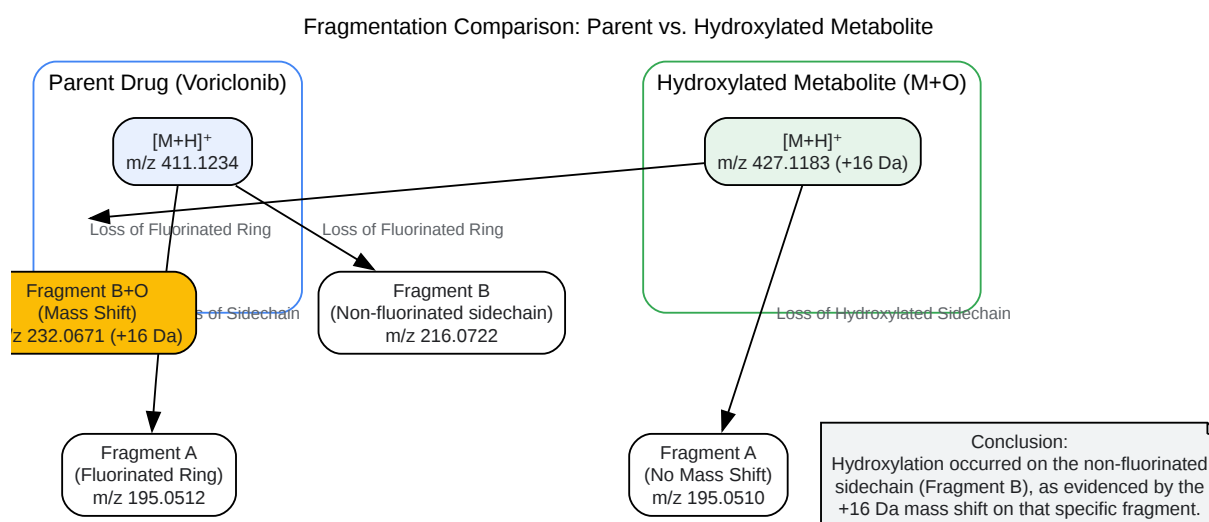 Fragmentation Comparison: Parent vs. Hydroxylated Metabolite
Parent Drug (Voriclonib)
Hydroxylated Metabolite (M+O)
[M+H]⁺
m/z 411.1234
[M+H]⁺
m/z 427.1183 (+16 Da)
Loss of Fluorinated Ring
Loss of Fluorinated Ring
Fragment B+O
(Mass Shift)
/z 232.0671 (+16 Da)
of Sidechain
Fragment B
(Non-fluorinated sidechain)
m/z 216.0722
Loss of Hydroxylated Sidechain
Fragment A
(Fluorinated Ring)
m/z 195.0512
Fragment A
(No Mass Shift)
m/z 195.0510
Conclusion:
Hydroxylation occurred on the non-fluorinated
sidechain (Fragment B), as evidenced by the
+16 Da mass shift on that specific fragment.